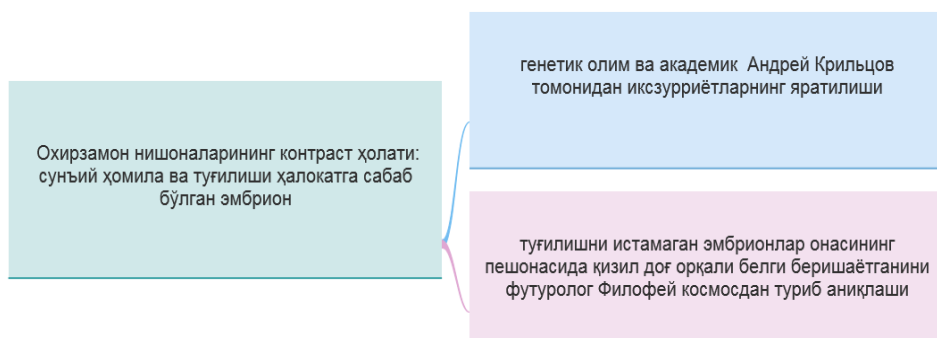 Охирзамон нишоналарининг контраст ҳолати:
сунъий ҳомила ва туғилиши ҳалокатга сабаб
бўлган эмбрион
генетик олим ва академик Андрей Крильцов
томонидан иксзурриётларнинг яратилиши
туғилишни истамаган эмбрионлар онасининг
пешонасида қизил доғ орқали белги беришаётганини
футуролог Филофей космосдан туриб аниқлаши